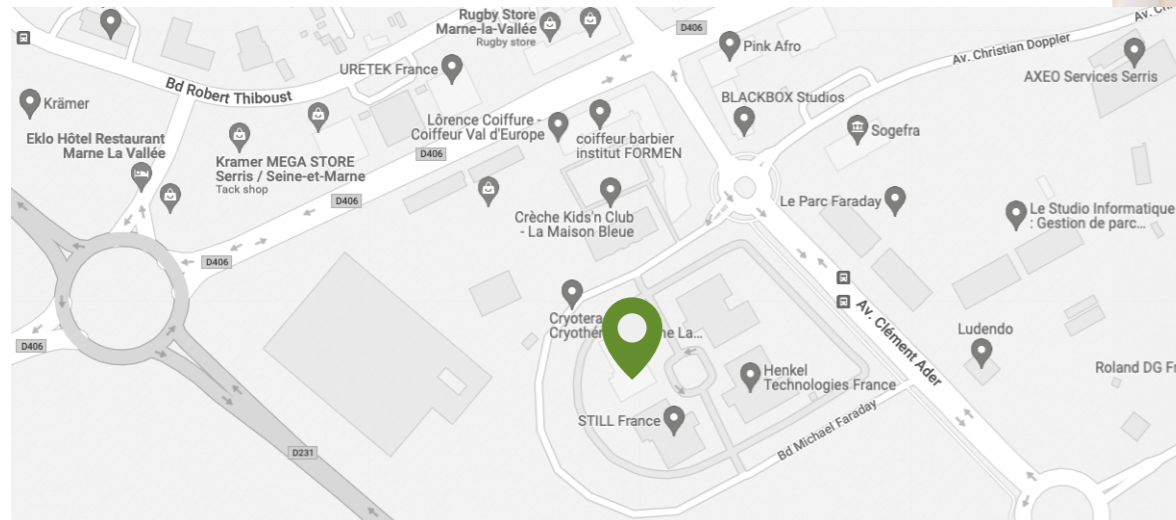 Rugby Store
Marne-la-Vallée
Rugby store
D406
Pink Afro
Av. Christian Doppler
AXEO Services Serris
URETEK France
Bd Robert Thiboust
Krämer
BLACKBOX Studios
Lôrence Coiffure -
Coiffeur Val d'Europe
coiffeur barbier
institut FORMEN
Sogefra
Eklo Hôtel Restaurant
Marne La Vallée
Kramer MEGA STORE
Serris / Seine-et-Marne
Tack shop
D406
D406
Le Parc Faraday
Le Studio Informatique
: Gestion de parc...
Crèche Kids'n Club
- La Maison Bleue
D406
Av. Clément Ader
Ludendo
D406
Henkel
Technologies France
Roland DG
STILL France
Bd Michael Faraday
D231